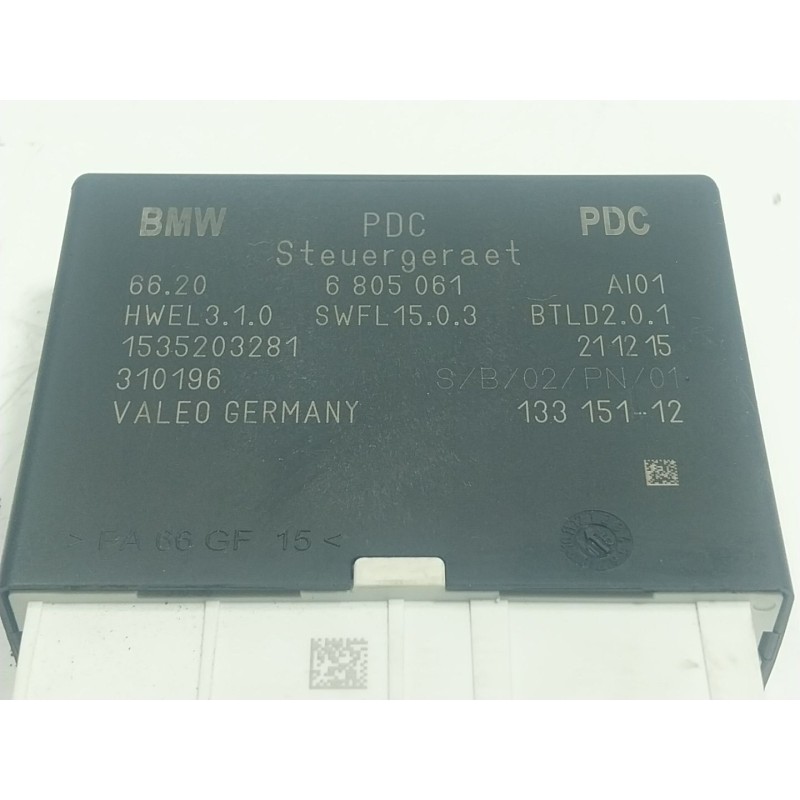 BMW PDC PDC
Steuergeraet
66.20 6 805 061 AI01
HWEL3.1.0 SWFL15.0.3 BTLD2.0.1
1535203281 211215
310196 S/B/02/PN/01
VALEO GERMANY 133 151-12
> PA 66 GF 15 <